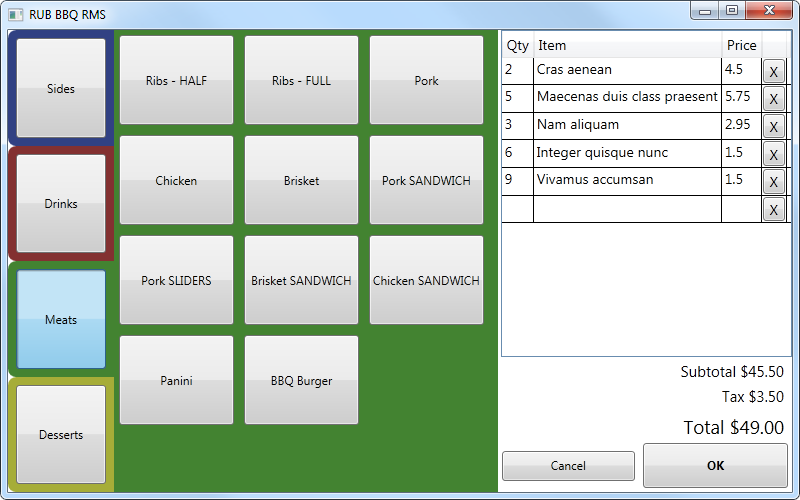 RUB BBQ RMS
Sides
Drinks
Meats
Desserts
Ribs - HALF
Ribs - FULL
Pork
Chicken
Brisket
Pork SANDWICH
Pork SLIDERS
Brisket SANDWICH
Chicken SANDWICH
Panini
BBQ Burger
Qty Item Price
2 Cras aenean 4.5 X
5 Maecenas duis class praesent 5.75 X
3 Nam aliquam 2.95 X
6 Integer quisque nunc 1.5 X
9 Vivamus accumsan 1.5 X
X
Subtotal $45.50
Tax $3.50
Total $49.00
Cancel
OK